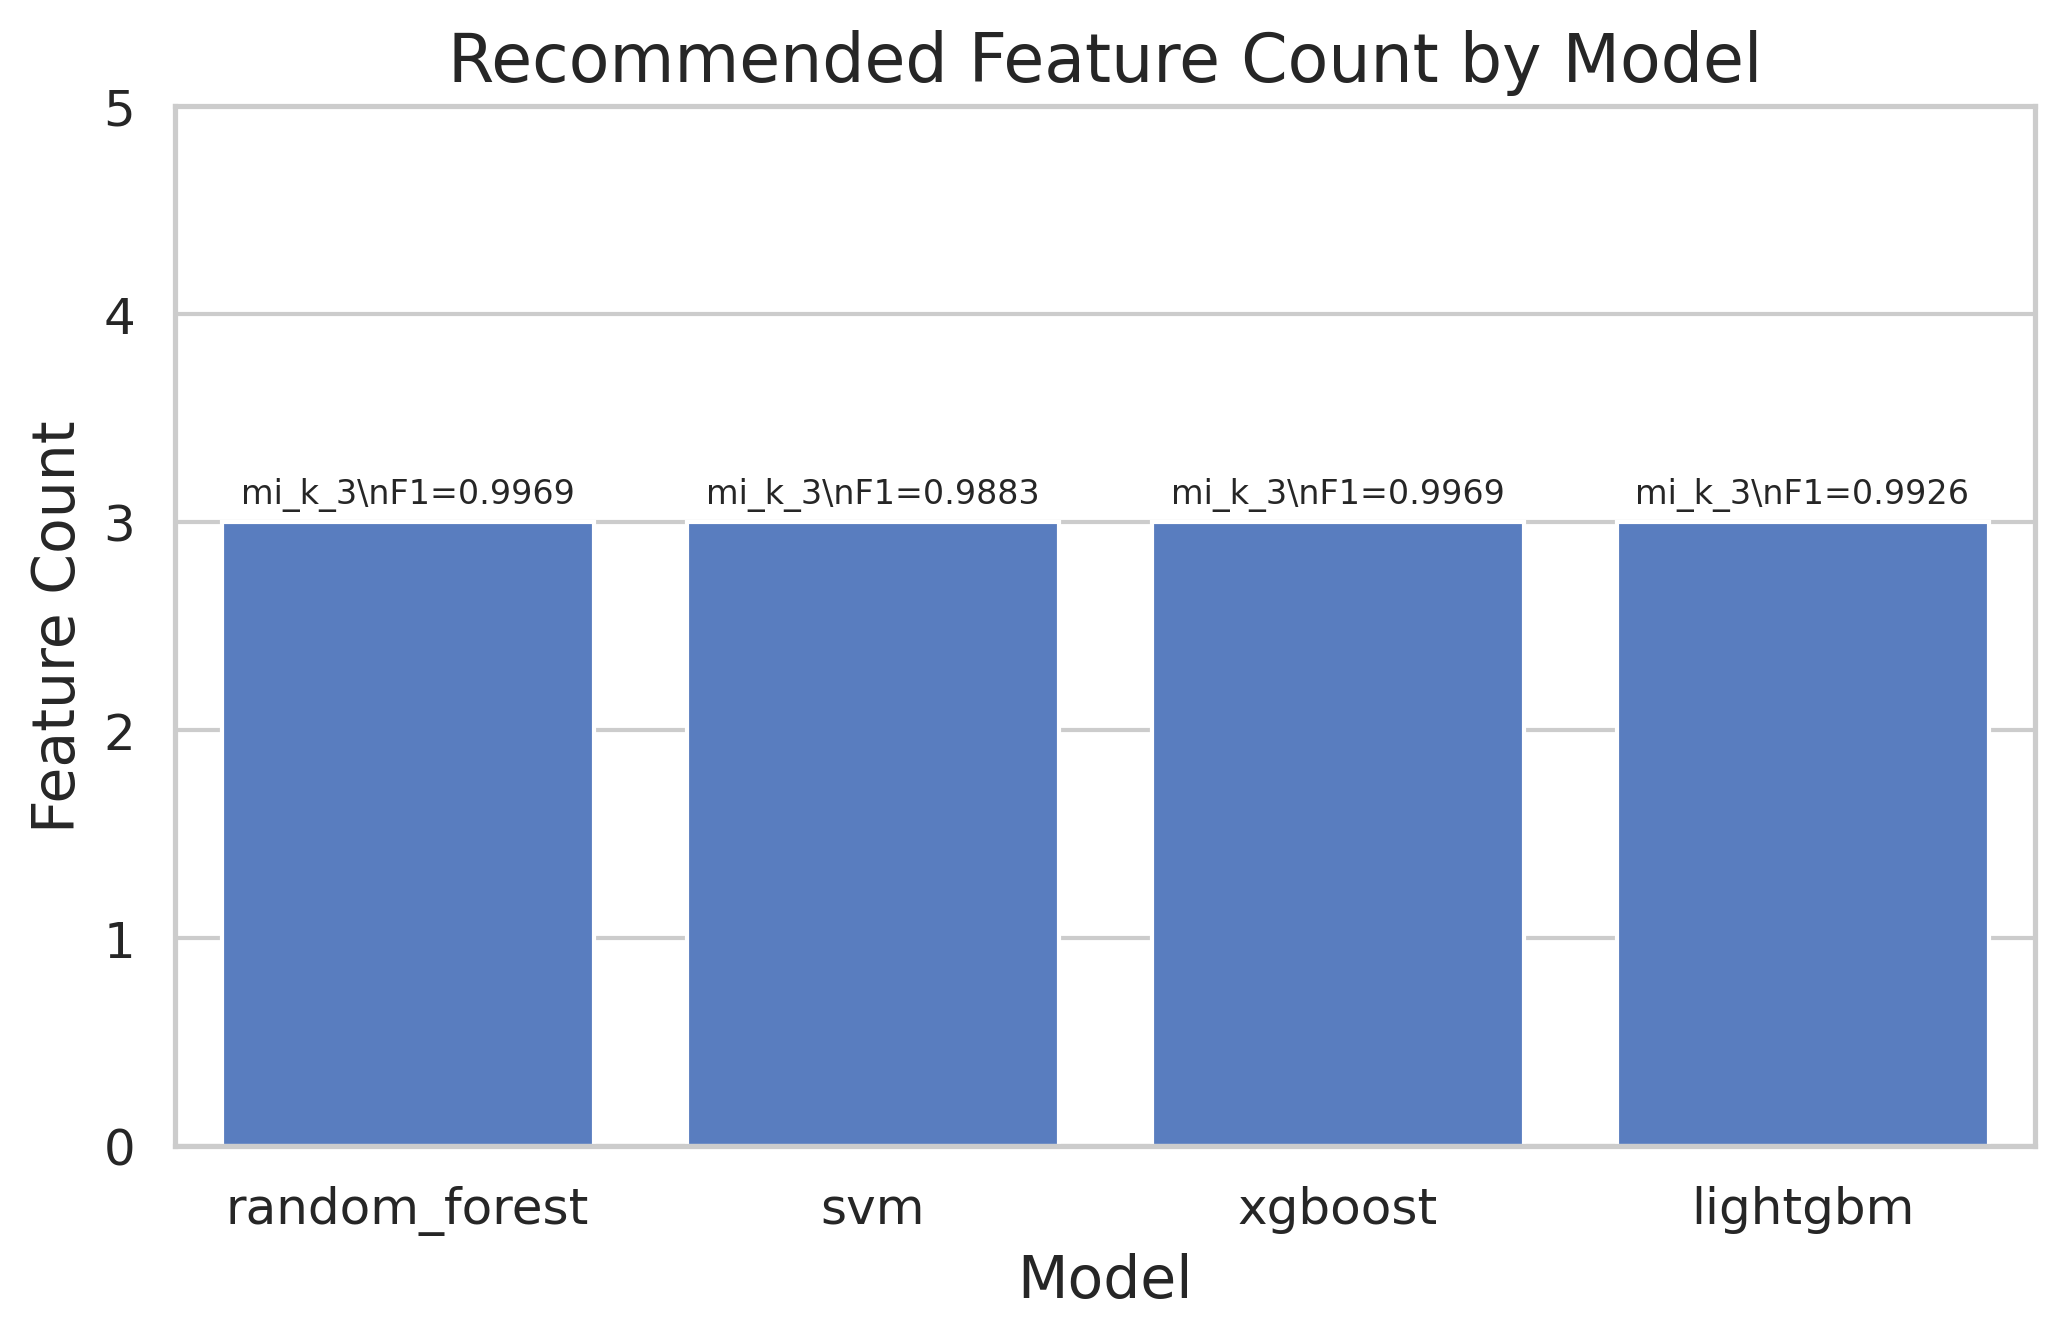 Recommended Feature Count by Model
5
4
3
2
1
0
Feature Count
mi_k_3\nF1=0.9969
mi_k_3\nF1=0.9883
mi_k_3\nF1=0.9969
mi_k_3\nF1=0.9926
random_forest
svm
xgboost
lightgbm
Model